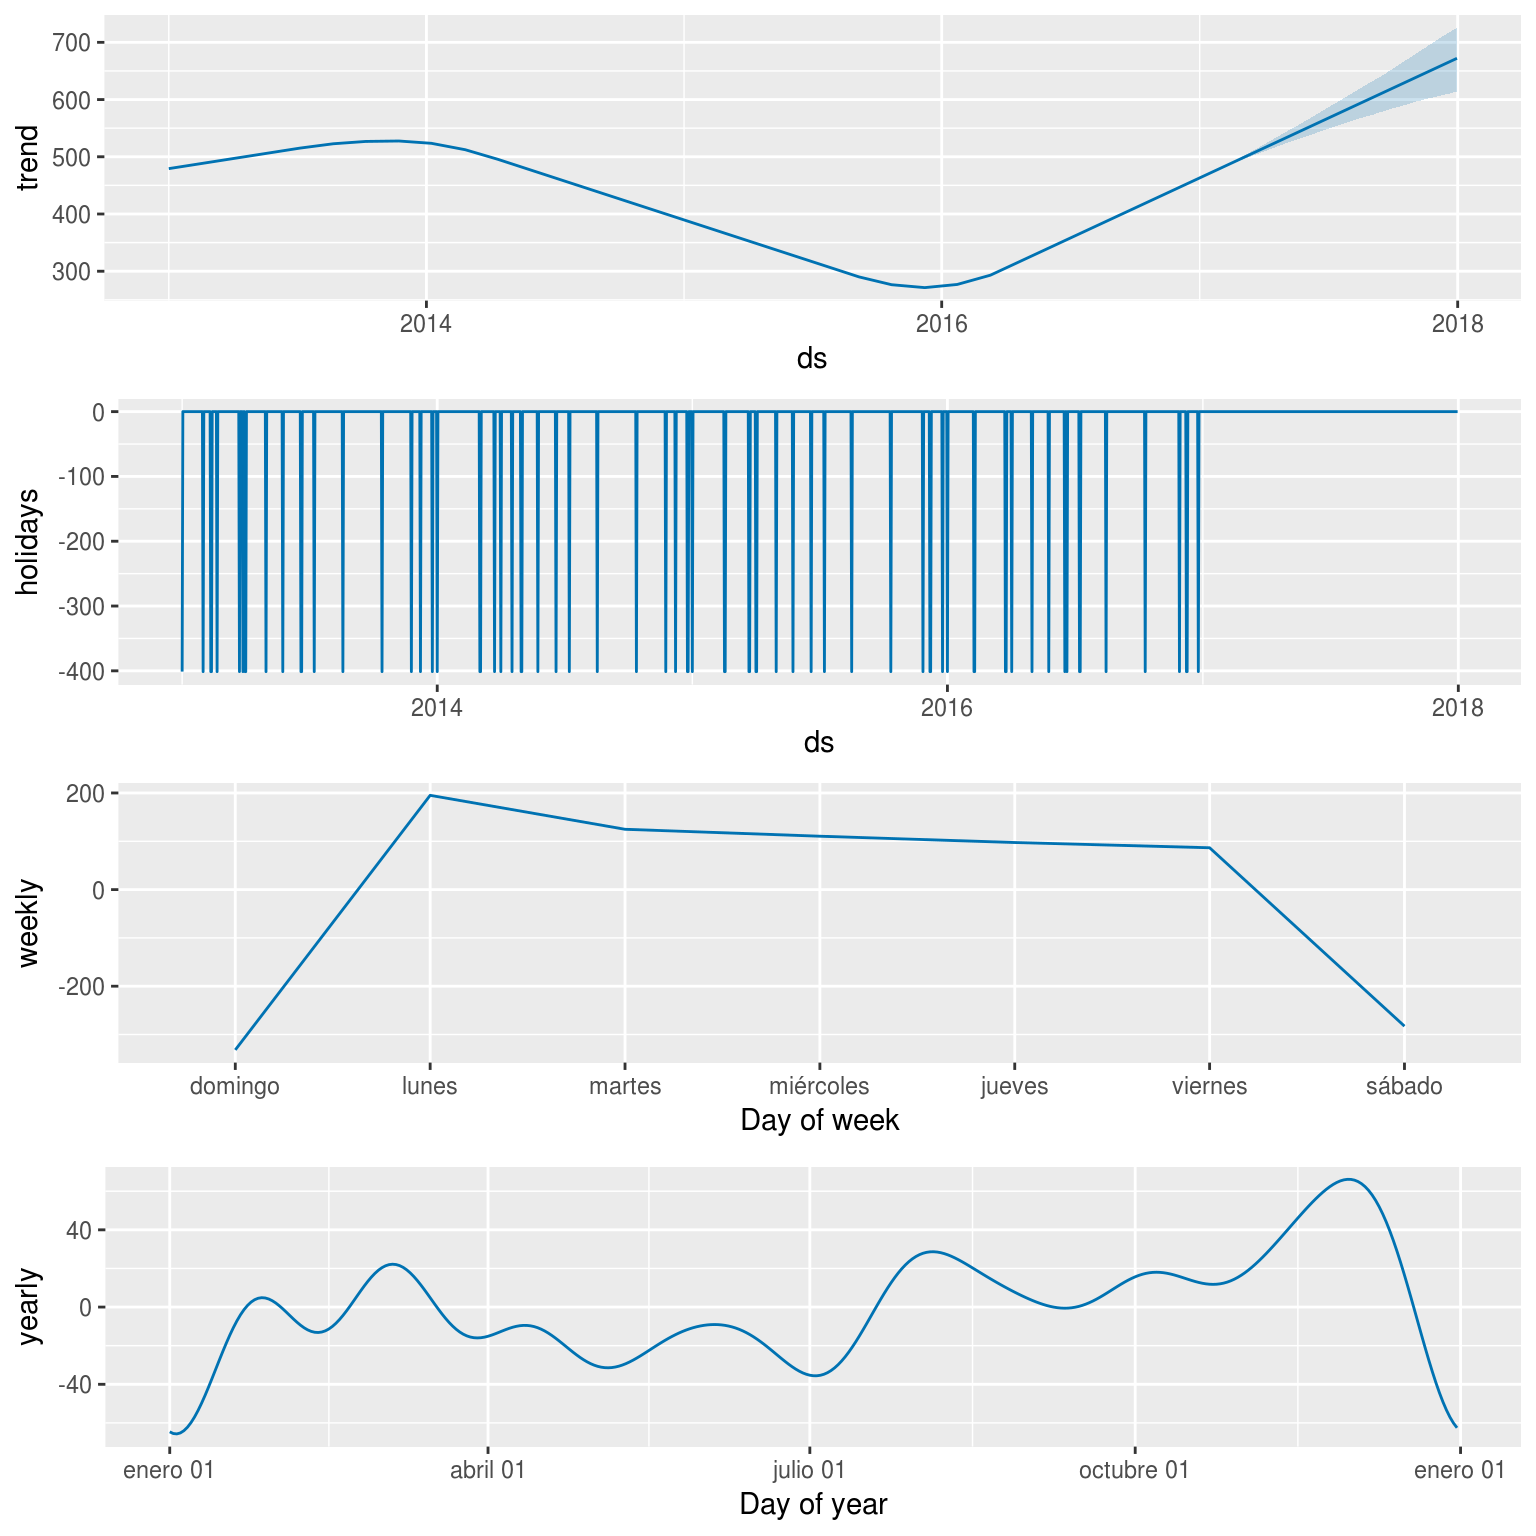 trend
700
600
500
400
300
2014 2016 2018
ds
holidays
0
-100
-200
-300
-400
2014 2016 2018
ds
weekly
200
0
-200
domingo lunes martes miércoles jueves viernes sábado
Day of week
yearly
40
0
-40
enero 01 abril 01 julio 01 octubre 01 enero 01
Day of year